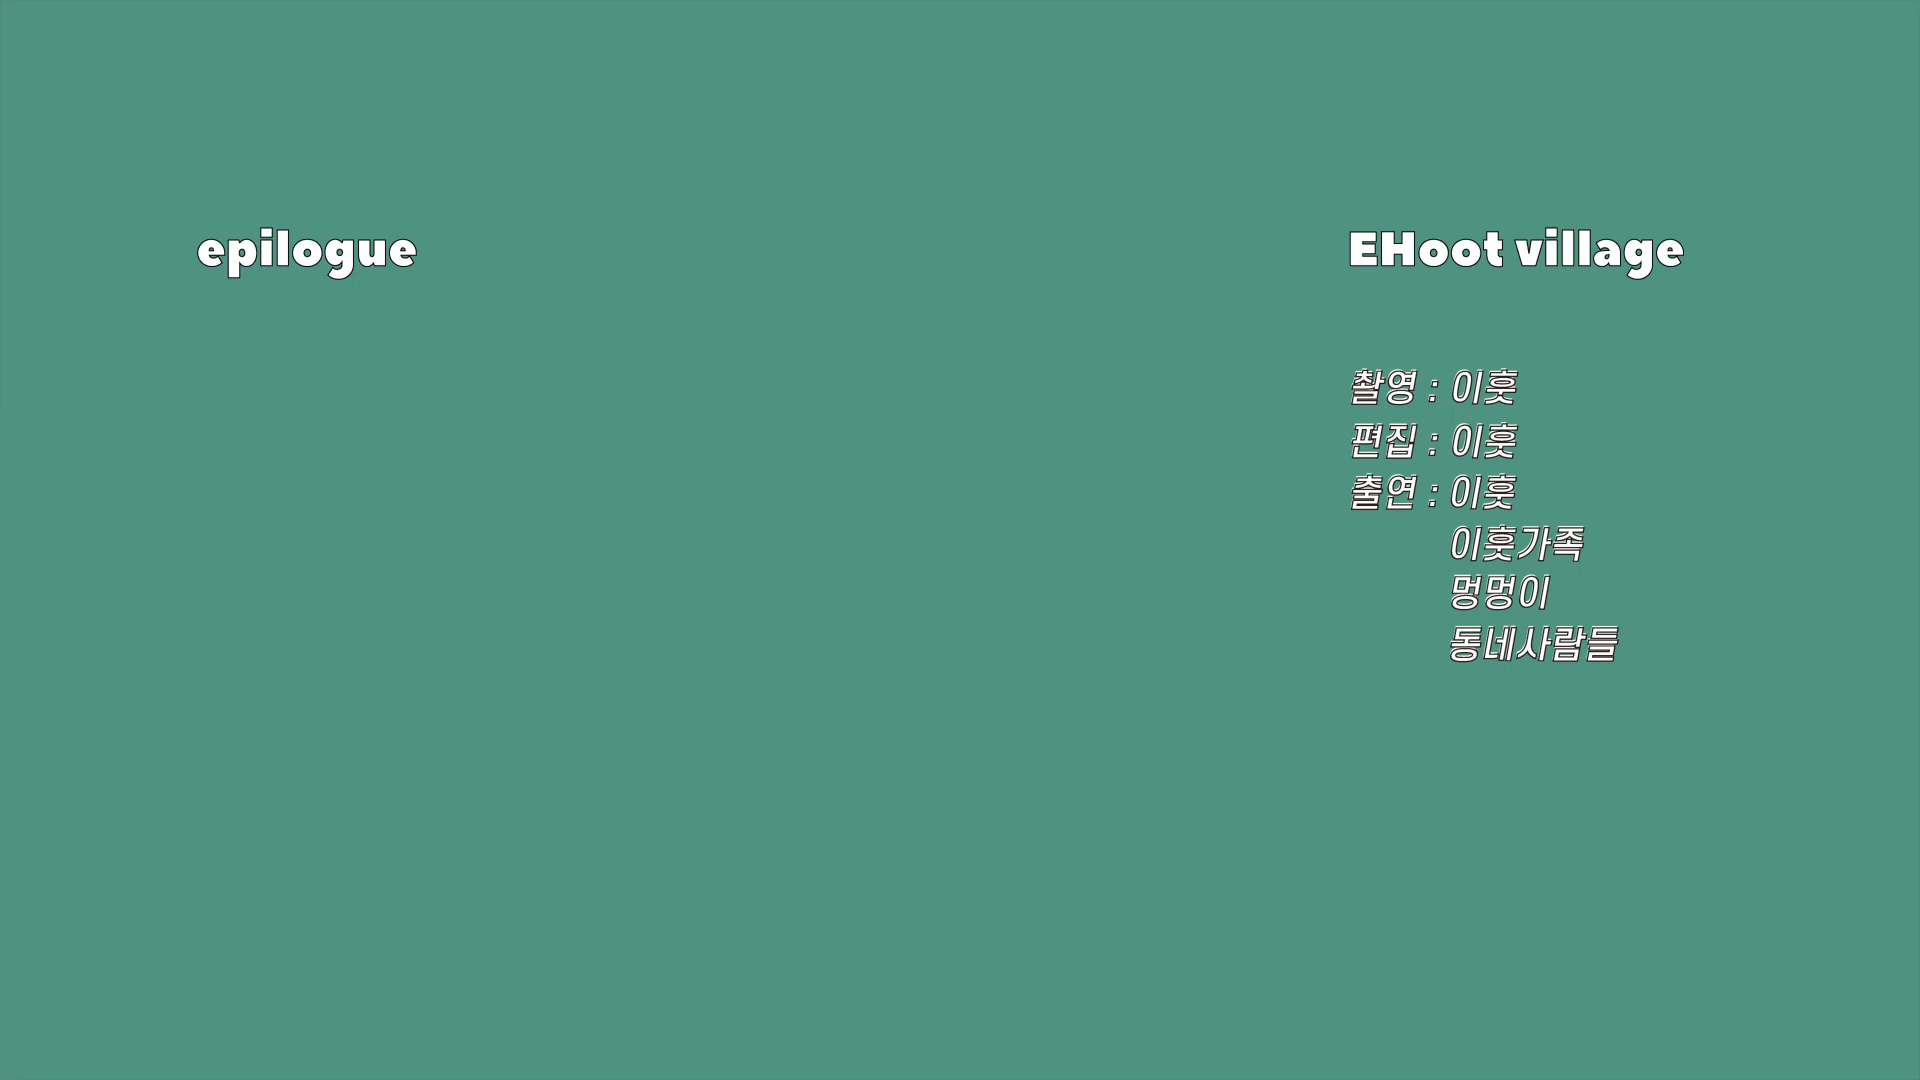 epilogue
EHoot village
촬영 : 이훗
편집 : 이훗
출연 : 이훗
이훗가족
멍멍이
동네사람들